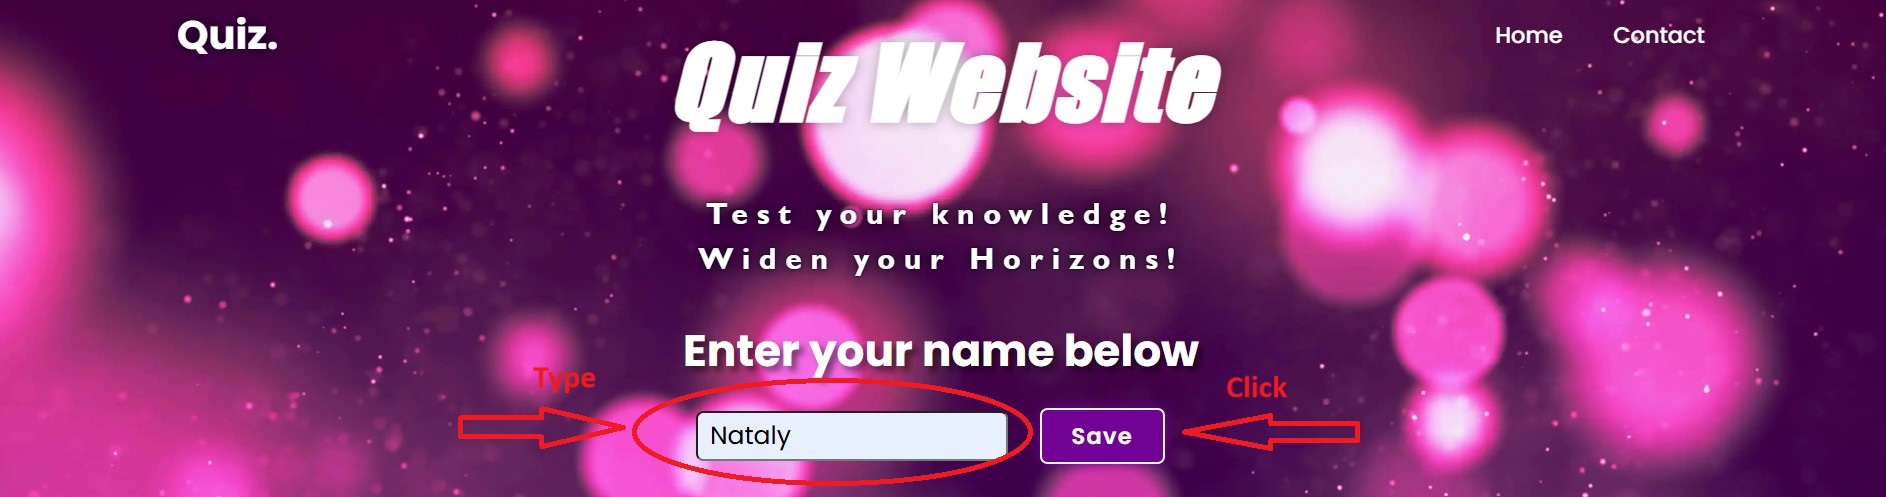 Quiz.
Home Contact
Quiz Website
Test your knowledge!
Widen your Horizons!
Enter your name below
Type
Click
Nataly
Save